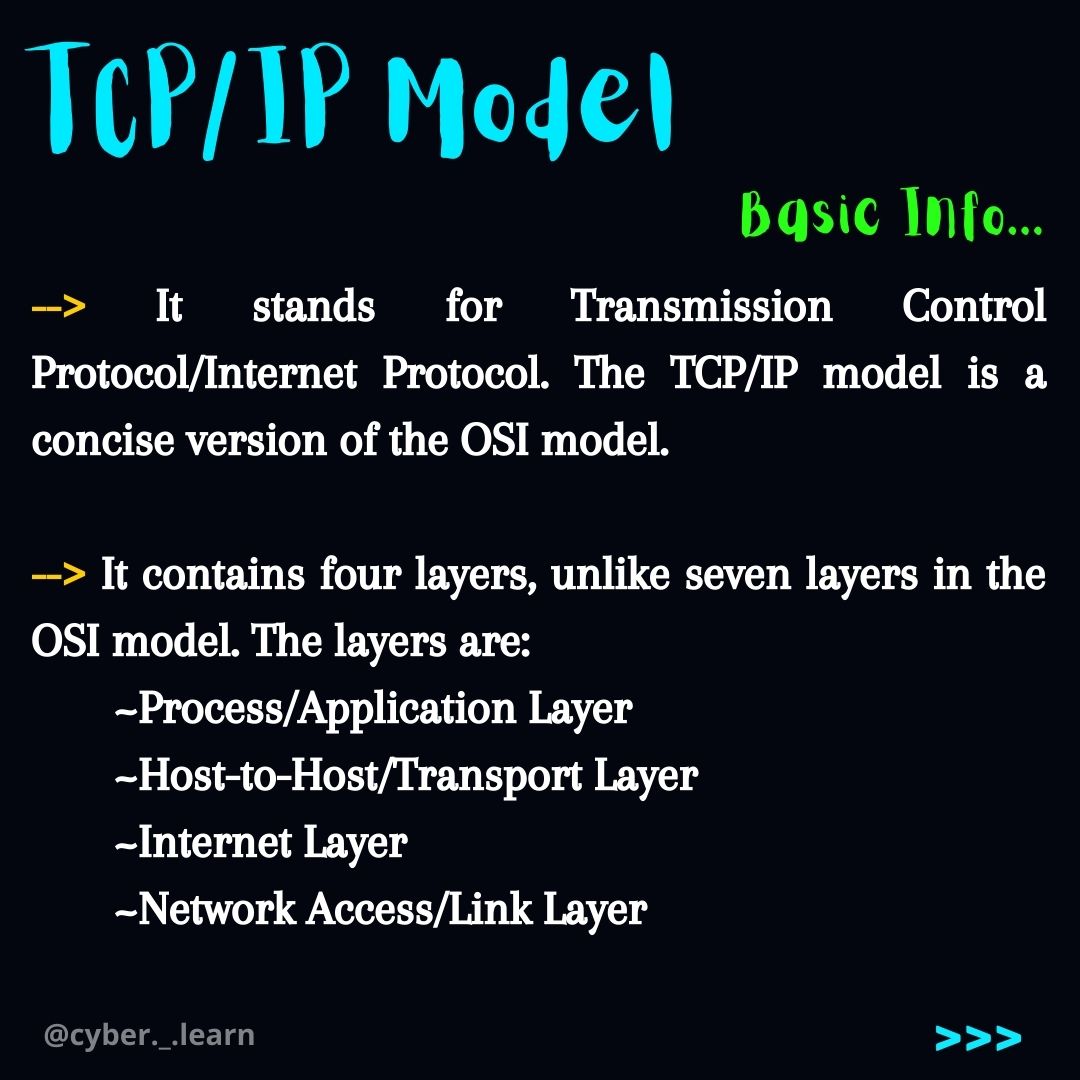 TCP/IP Model
Basic Info...
--> It stands for Transmission Control
Protocol/Internet Protocol. The TCP/IP model is a
concise version of the OSI model.
--> It contains four layers, unlike seven layers in the
OSI model. The layers are:
~Process/Application Layer
~Host-to-Host/Transport Layer
~Internet Layer
~Network Access/Link Layer
@cyber._.learn
>>>